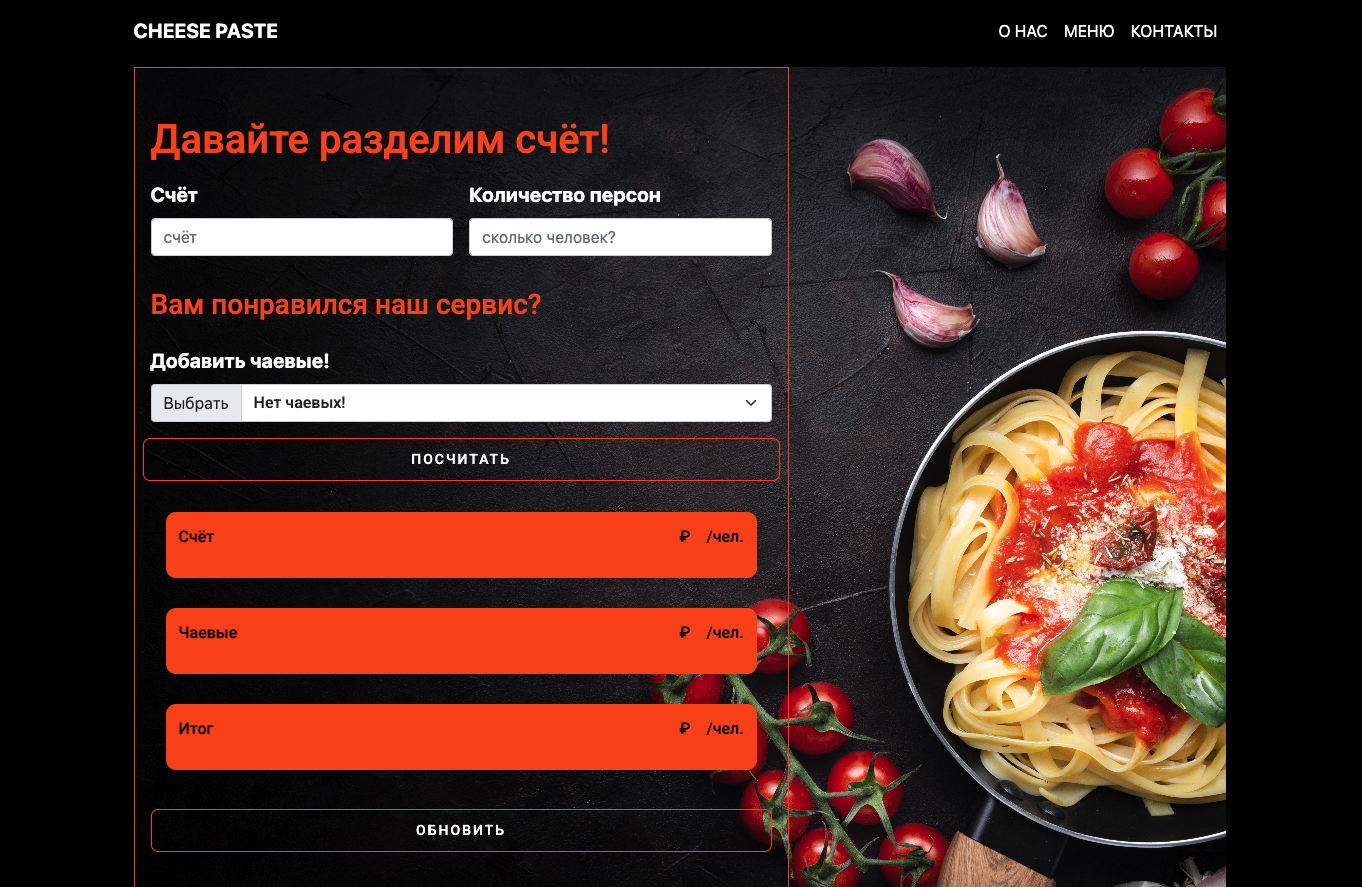 CHEESE PASTE
О НАС МЕНЮ КОНТАКТЫ
Давайте разделим счёт!
Счёт Количество персон
счёт сколько человек?
Вам понравился наш сервис?
Добавить чаевые!
Выбрать Нет чаевых!
ПОСЧИТАТЬ
Счёт ₽ /чел.
Чаевые ₽ /чел.
Итог ₽ /чел.
ОБНОВИТЬ